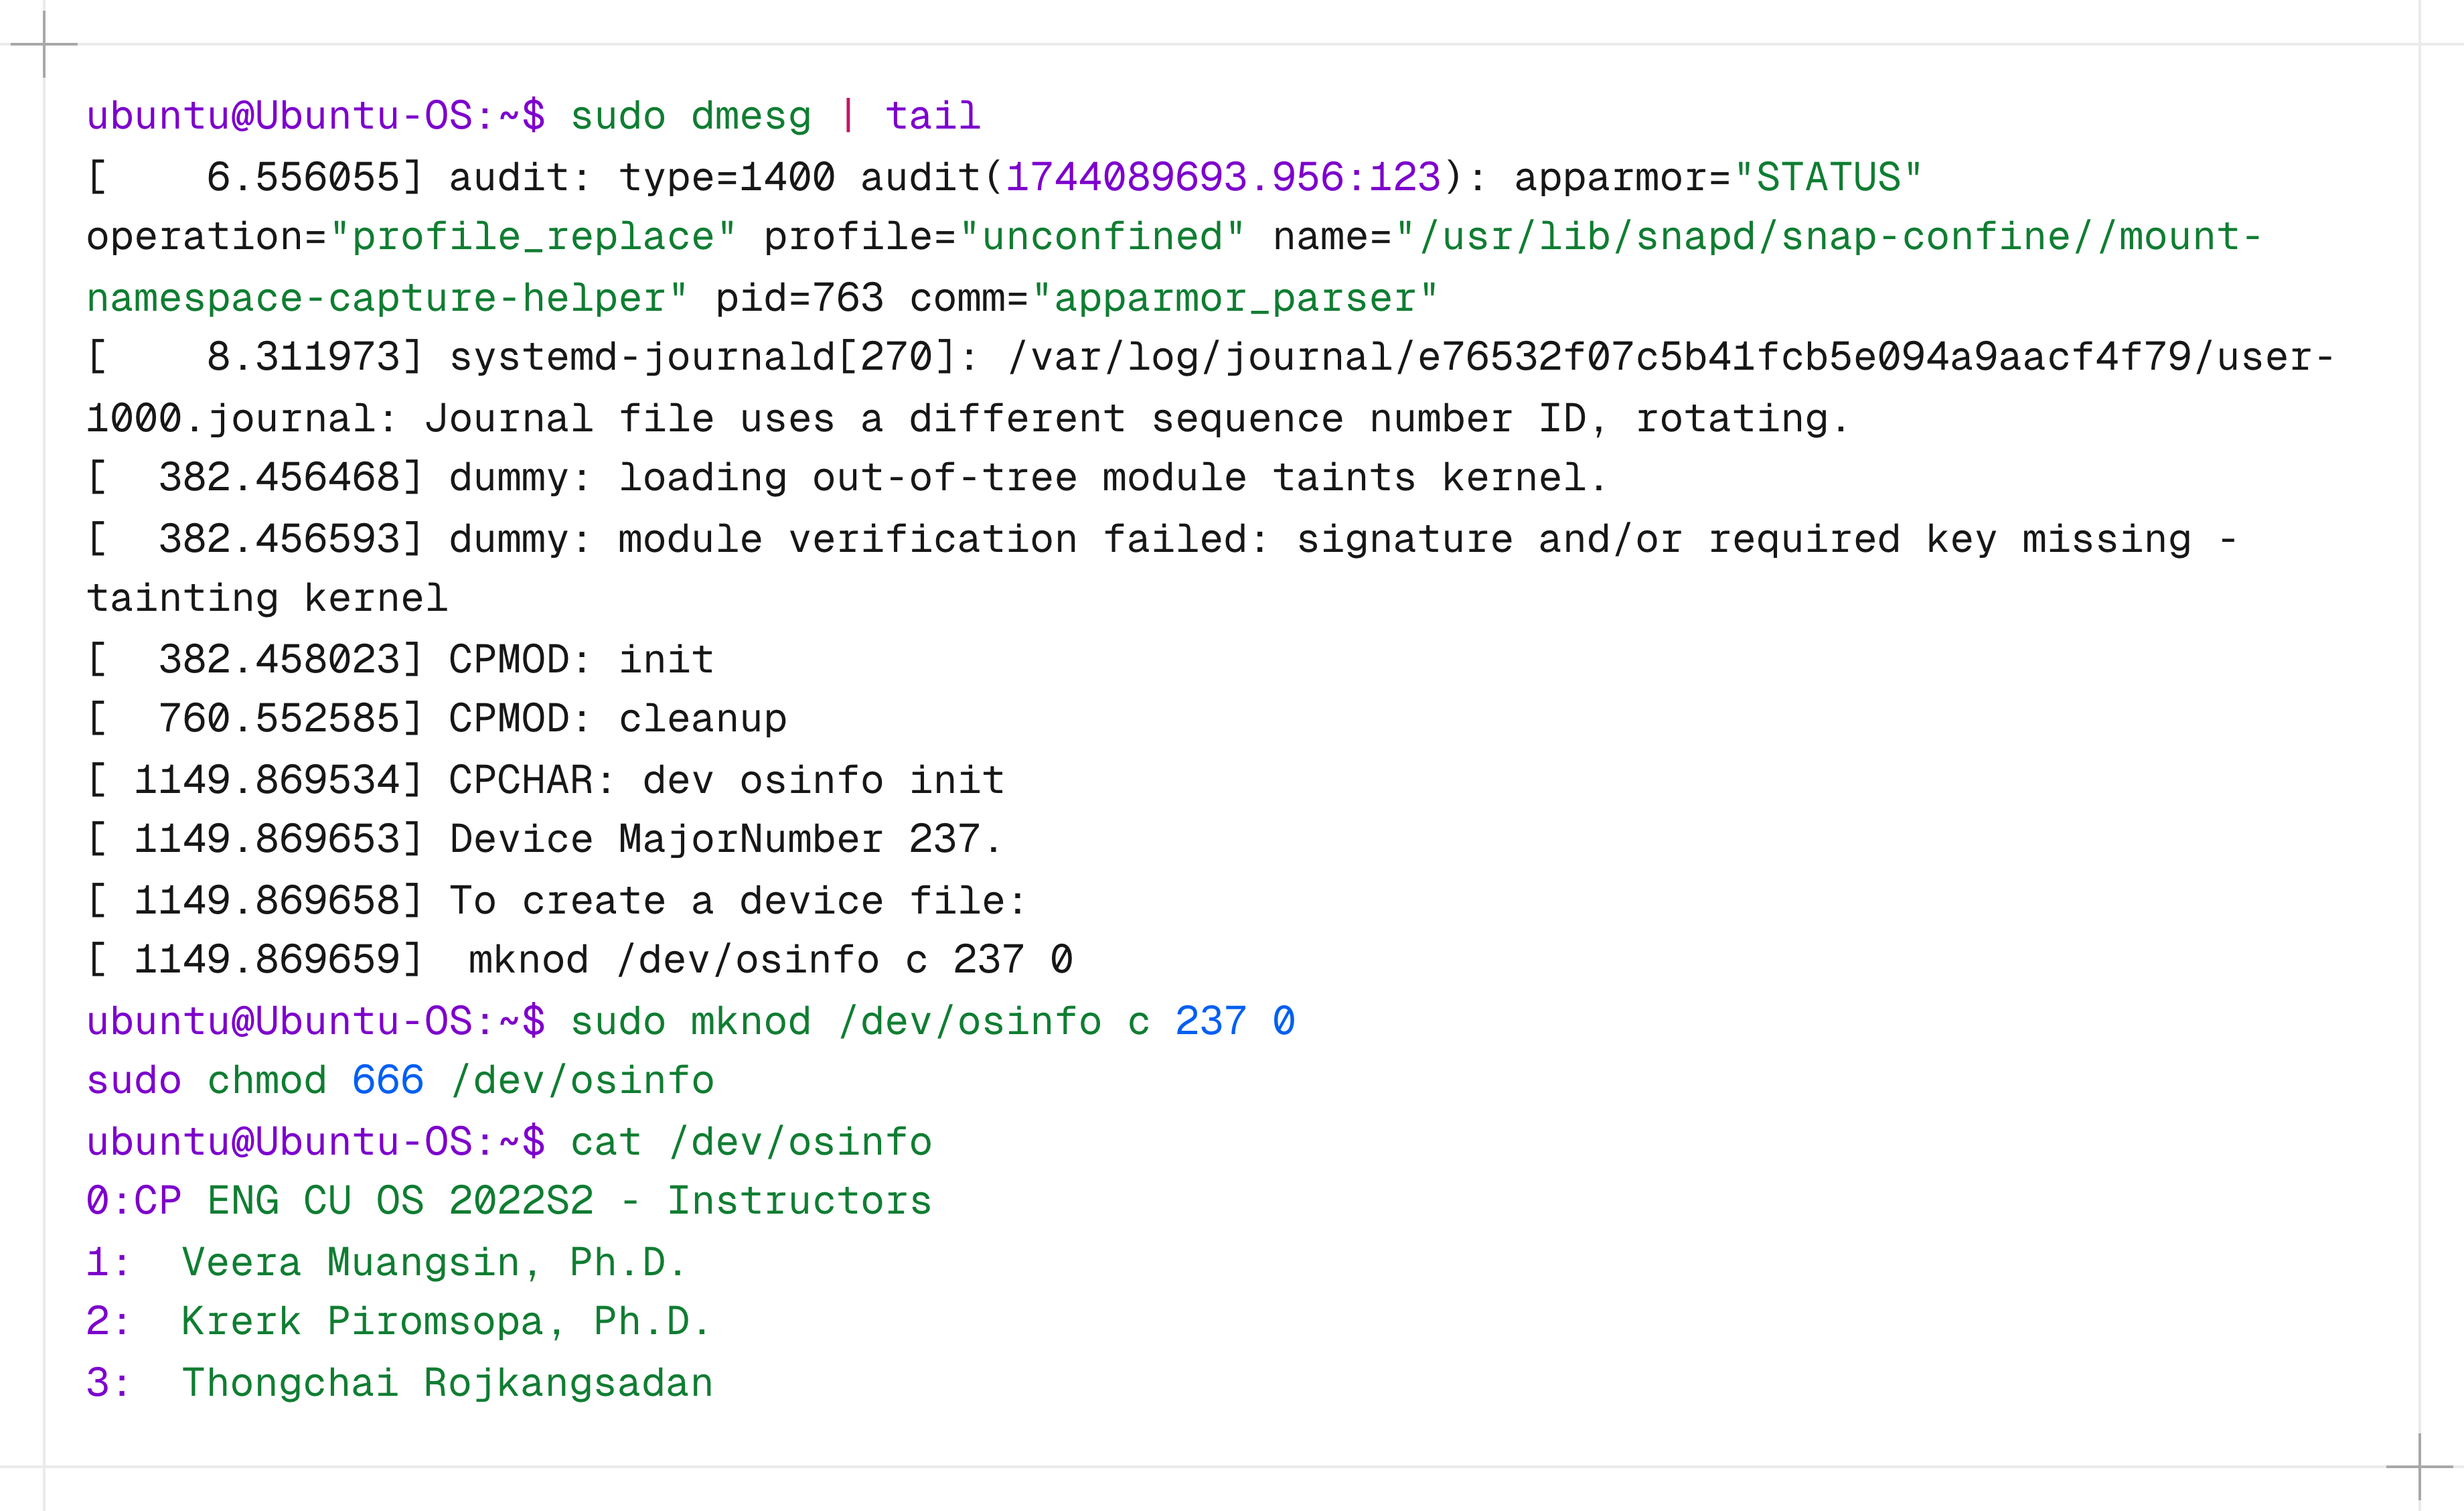 ubuntu@Ubuntu-OS:~$ sudo dmesg | tail
[    6.556055] audit: type=1400 audit(1744089693.956:123): apparmor="STATUS"
operation="profile_replace" profile="unconfined" name="/usr/lib/snapd/snap-confine//mount-
namespace-capture-helper" pid=763 comm="apparmor_parser"
[    8.311973] systemd-journald[270]: /var/log/journal/e76532f07c5b41fcb5e094a9aacf4f79/user-
1000.journal: Journal file uses a different sequence number ID, rotating.
[  382.456468] dummy: loading out-of-tree module taints kernel.
[  382.456593] dummy: module verification failed: signature and/or required key missing -
tainting kernel
[  382.458023] CPMOD: init
[  760.552585] CPMOD: cleanup
[ 1149.869534] CPCHAR: dev osinfo init
[ 1149.869653] Device MajorNumber 237.
[ 1149.869658] To create a device file:
[ 1149.869659]  mknod /dev/osinfo c 237 0
ubuntu@Ubuntu-OS:~$ sudo mknod /dev/osinfo c 237 0
sudo chmod 666 /dev/osinfo
ubuntu@Ubuntu-OS:~$ cat /dev/osinfo
0:CP ENG CU OS 2022S2 - Instructors
1:  Veera Muangsin, Ph.D.
2:  Krerk Piromsopa, Ph.D.
3:  Thongchai Rojkangsadan